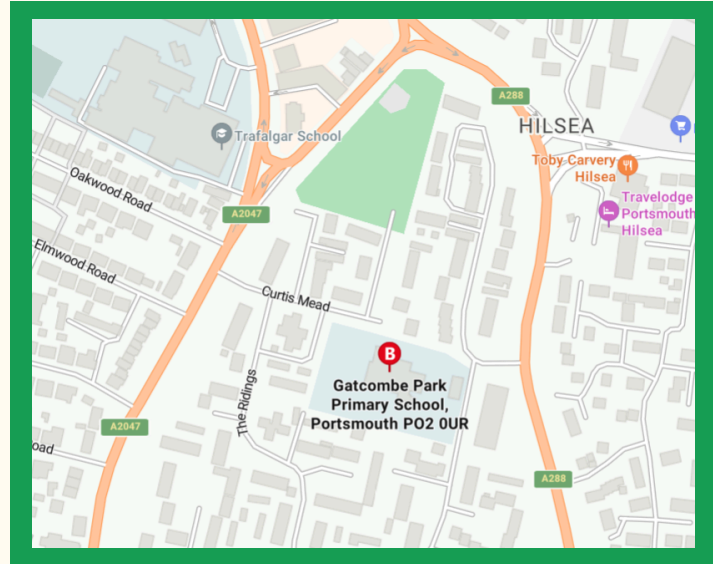 A288
HILSEA
Trafalgar School
Toby Carvery
Hilsea
Oakwood Road
Travelodge
Portsmouth
Hilsea
A2047
Elmwood Road
Curtis Mead
B
Gatcombe Park
Primary School,
Portsmouth PO2 0UR
The Ridings
A2047
oad
A288